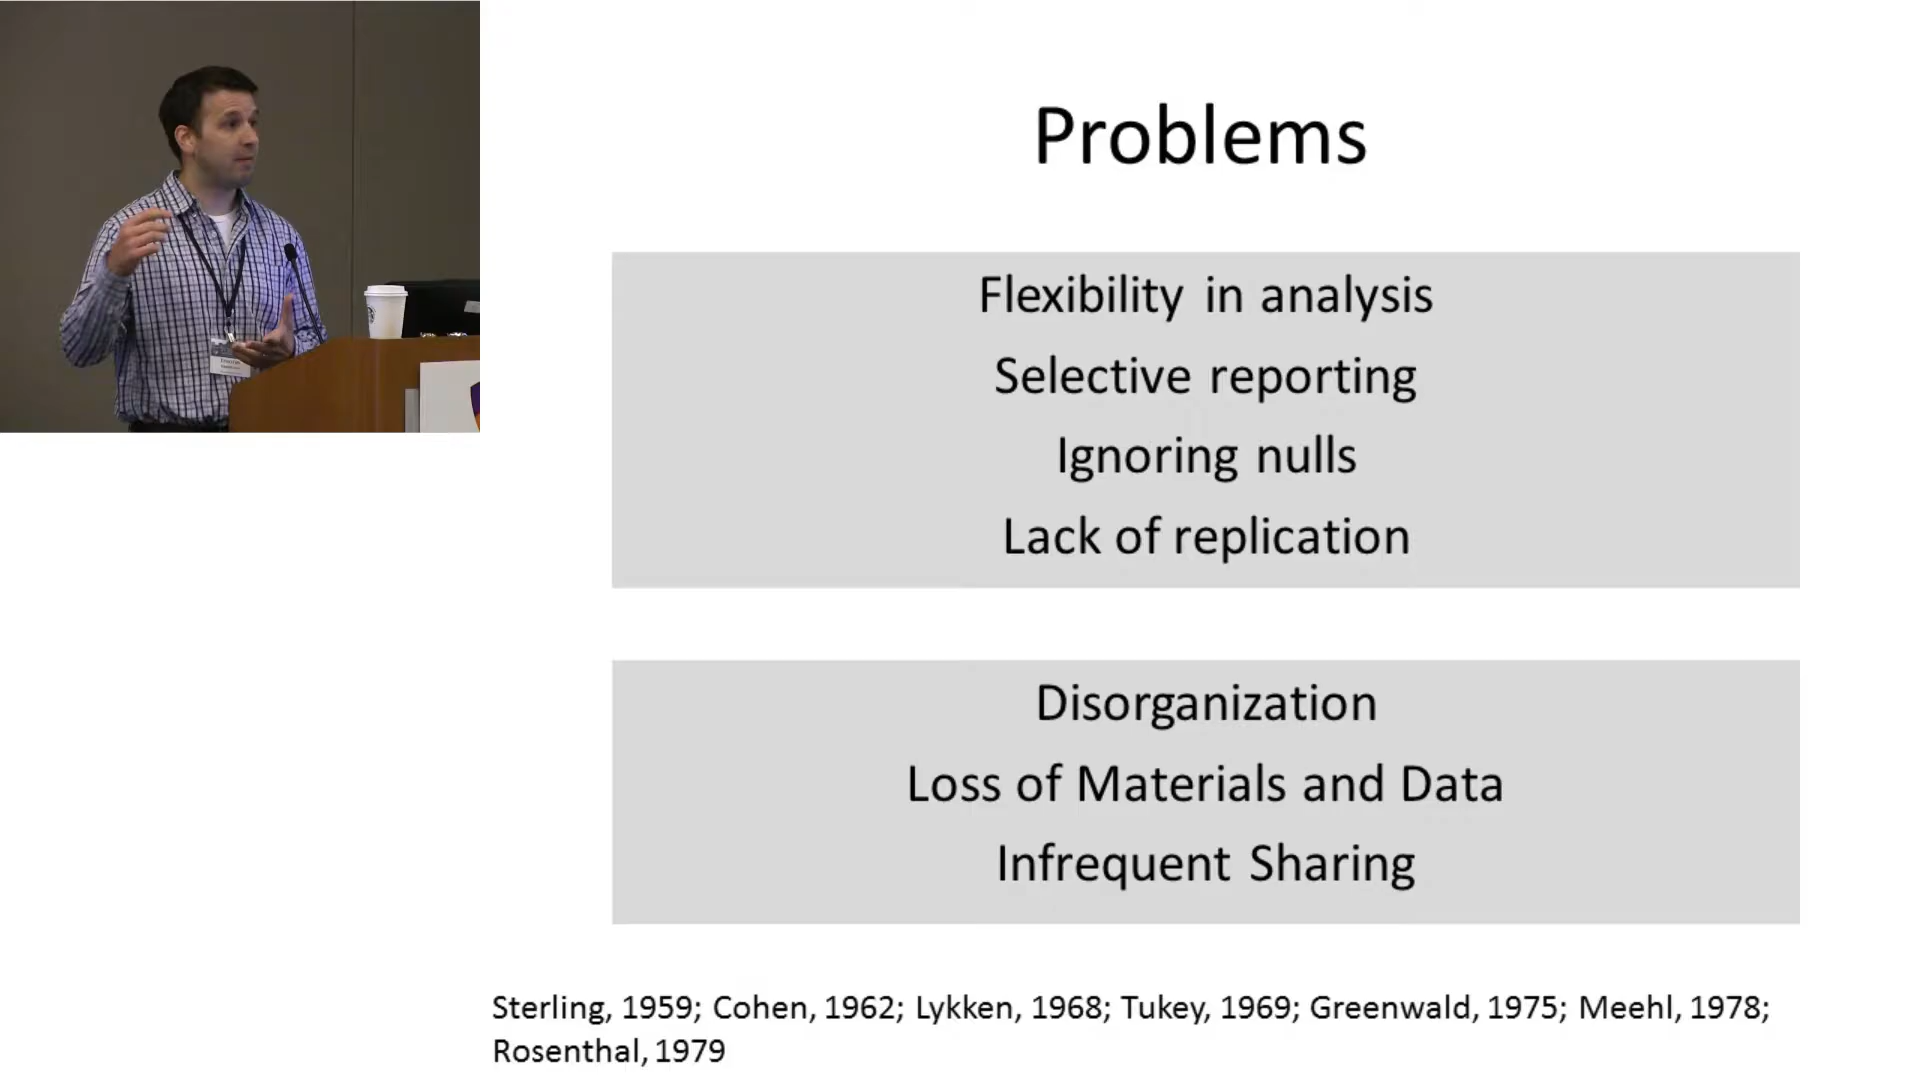 Problems
Flexibility in analysis
Selective reporting
Ignoring nulls
Lack of replication
Disorganization
Loss of Materials and Data
Infrequent Sharing
Sterling, 1959; Cohen, 1962; Lykken, 1968; Tukey, 1969; Greenwald, 1975; Meehl, 1978;
Rosenthal, 1979